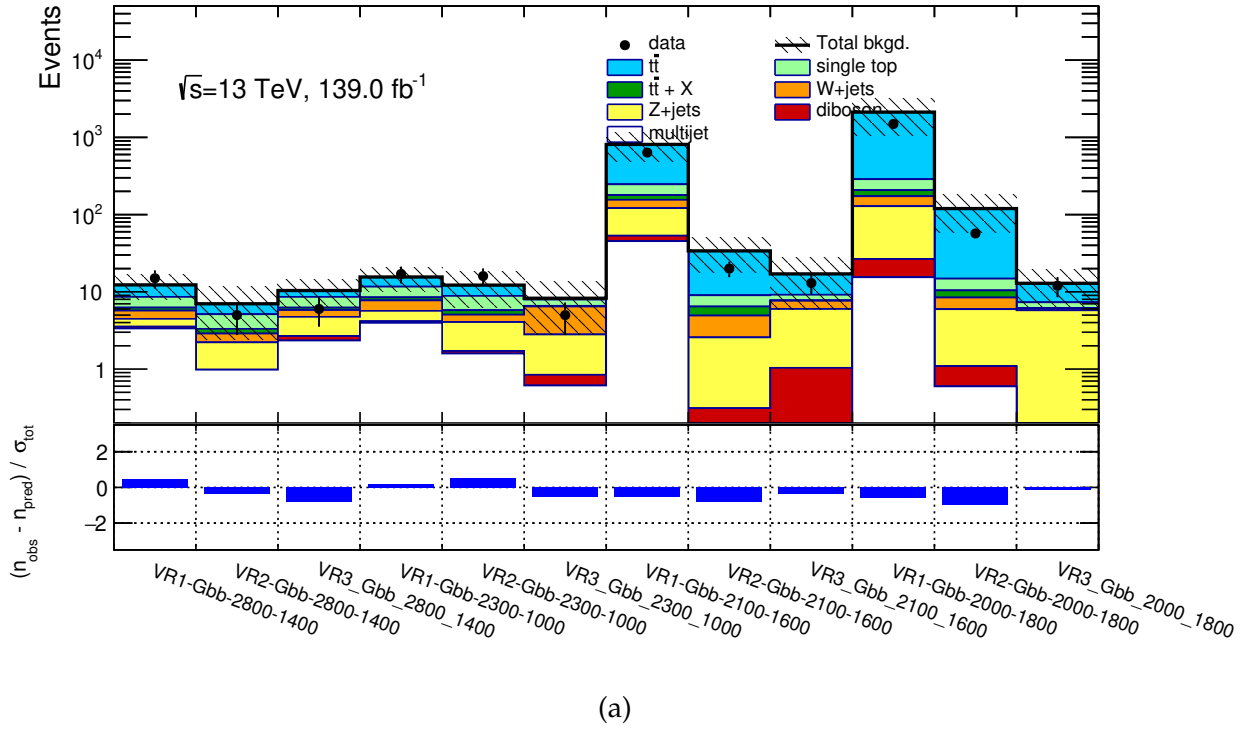 Events
10⁴
10³
10²
10
1
√s=13 TeV, 139.0 fb⁻¹
data
Total bkgd.
tt̄
single top
tt̄ + X
W+jets
Z+jets
diboson
multijet
(n_obs - n_pred) / σ_tot
2
0
−2
VR1-Gbb-2800-1400
VR2-Gbb-2800-1400
VR3_Gbb_2800_1400
VR1-Gbb-2300-1000
VR2-Gbb-2300-1000
VR3_Gbb_2300_1000
VR1-Gbb-2100-1600
VR2-Gbb-2100-1600
VR3_Gbb_2100_1600
VR1-Gbb-2000-1800
VR2-Gbb-2000-1800
VR3_Gbb_2000_1800
(a)